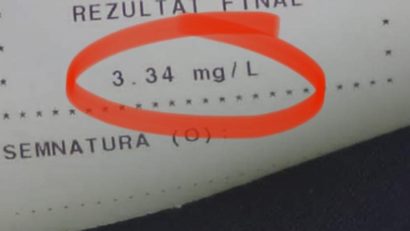 REZULTAT FINAL
3.34 mg/L
* * * * * * * * * * * * * * * * * * * *
SEMNATURA (O):